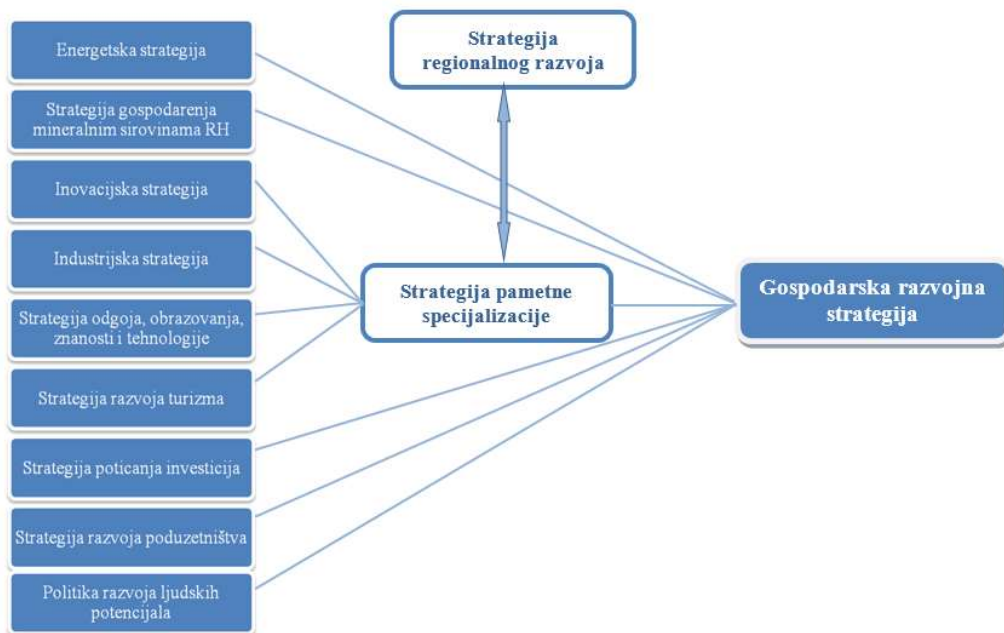 Energetska strategija
Strategija gospodarenja
mineralnim sirovinama RH
Inovacijska strategija
Industrijska strategija
Strategija odgoja, obrazovanja,
znanosti i tehnologije
Strategija razvoja turizma
Strategija poticanja investicija
Strategija razvoja poduzetništva
Politika razvoja ljudskih
potencijala
Strategija
regionalnog razvoja
Strategija pametne
specijalizacije
Gospodarska razvojna
strategija